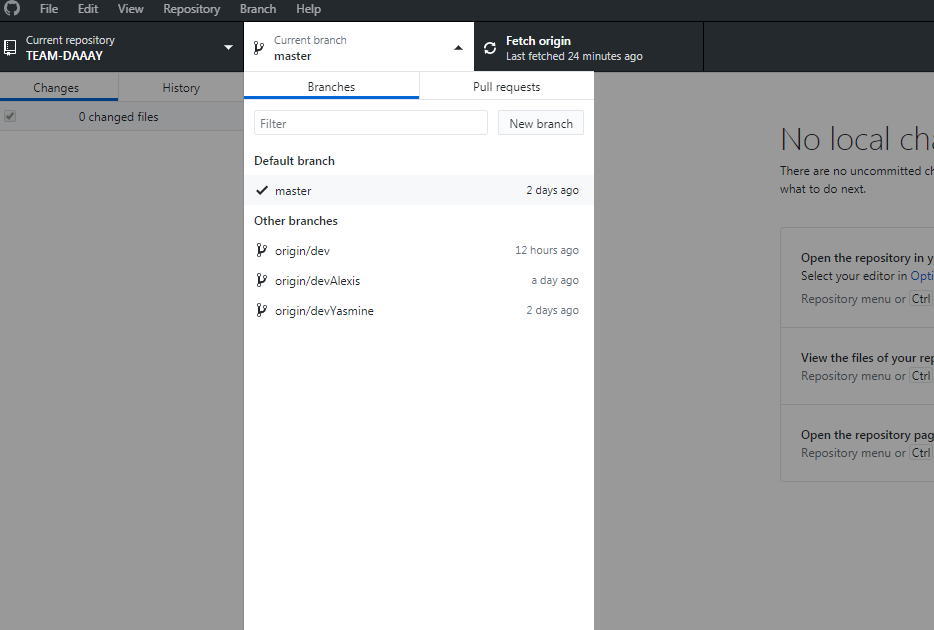 File Edit View Repository Branch Help
Current repository
TEAM-DAAAY
Current branch
master
Fetch origin
Last fetched 24 minutes ago
Changes History
0 changed files
Branches Pull requests
Filter New branch
Default branch
master 2 days ago
Other branches
origin/dev 12 hours ago
origin/devAlexis a day ago
origin/devYasmine 2 days ago
No local cha
There are no uncommitted ch
what to do next.
Open the repository in y
Select your editor in Opti
Repository menu or Ctrl
View the files of your rep
Repository menu or Ctrl
Open the repository pag
Repository menu or Ctrl